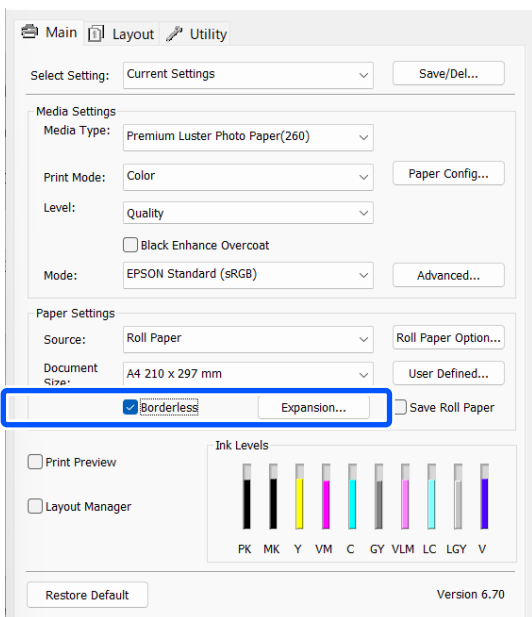 Main Layout Utility
Select Setting: Current Settings Save/Del...
Media Settings
Media Type: Premium Luster Photo Paper(260)
Print Mode: Color Paper Config...
Level: Quality
Black Enhance Overcoat
Mode: EPSON Standard (sRGB) Advanced...
Paper Settings
Source: Roll Paper Roll Paper Option...
Document
Size: A4 210 x 297 mm User Defined...
Borderless Expansion... Save Roll Paper
Print Preview
Layout Manager
Ink Levels
PK MK Y VM C GY VLM LC LGY V
Restore Default Version 6.70